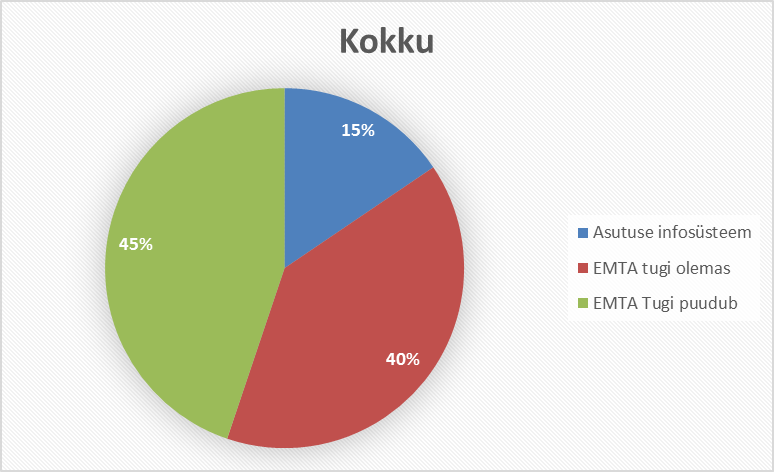 Kokku
15%
45%
40%
Asutuse infosüsteem
EMTA tugi olemas
EMTA Tugi puudub